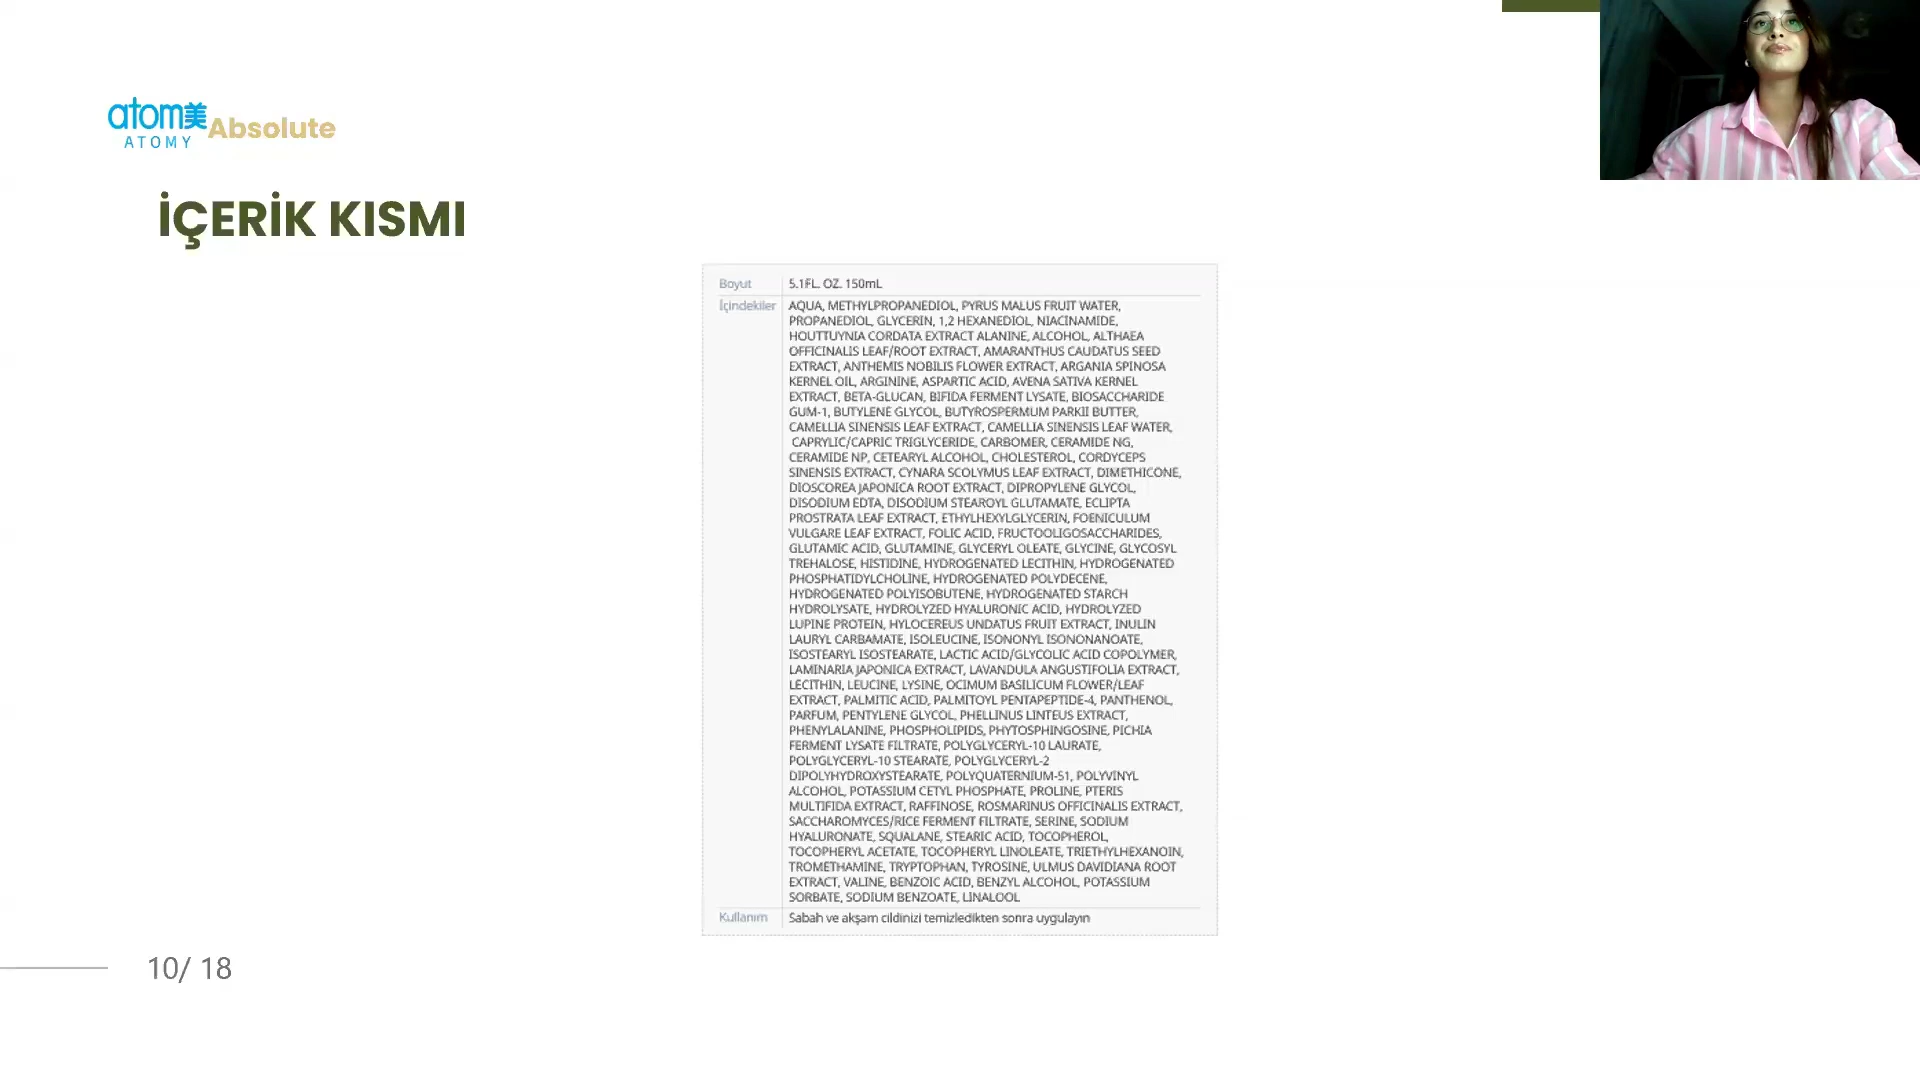 atom美
ATOMY
Absolute
İÇERİK KISMI
Boyut 5.1FL. OZ. 150mL
İçindekiler AQUA, METHYLPROPANEDIOL, PYRUS MALUS FRUIT WATER,
PROPANEDIOL, GLYCERIN, 1,2 HEXANEDIOL, NIACINAMIDE,
HOUTTUYNIA CORDATA EXTRACT ALANINE, ALCOHOL, ALTHAEA
OFFICINALIS LEAF/ROOT EXTRACT, AMARANTHUS CAUDATUS SEED
EXTRACT, ANTHEMIS NOBILIS FLOWER EXTRACT, ARGANIA SPINOSA
KERNEL OIL, ARGININE, ASPARTIC ACID, AVENA SATIVA KERNEL
EXTRACT, BETA-GLUCAN, BIFIDA FERMENT LYSATE, BIOSACCHARIDE
GUM-1, BUTYLENE GLYCOL, BUTYROSPERMUM PARKII BUTTER,
CAMELLIA SINENSIS LEAF EXTRACT, CAMELLIA SINENSIS LEAF WATER,
CAPRYLIC/CAPRIC TRIGLYCERIDE, CARBOMER, CERAMIDE NG,
CERAMIDE NP, CETEARYL ALCOHOL, CHOLESTEROL, CORDYCEPS
SINENSIS EXTRACT, CYNARA SCOLYMUS LEAF EXTRACT, DIMETHICONE,
DIOSCOREA JAPONICA ROOT EXTRACT, DIPROPYLENE GLYCOL,
DISODIUM EDTA, DISODIUM STEAROYL GLUTAMATE, ECLIPTA
PROSTRATA LEAF EXTRACT, ETHYLHEXYLGLYCERIN, FOENICULUM
VULGARE LEAF EXTRACT, FOLIC ACID, FRUCTOOLIGOSACCHARIDES,
GLUTAMIC ACID, GLUTAMINE, GLYCERYL OLEATE, GLYCINE, GLYCOSYL
TREHALOSE, HISTIDINE, HYDROGENATED LECITHIN, HYDROGENATED
PHOSPHATIDYLCHOLINE, HYDROGENATED POLYDECENE,
HYDROGENATED POLYISOBUTENE, HYDROGENATED STARCH
HYDROLYSATE, HYDROLYZED HYALURONIC ACID, HYDROLYZED
LUPINE PROTEIN, HYLOCEREUS UNDATUS FRUIT EXTRACT, INULIN
LAURYL CARBAMATE, ISOLEUCINE, ISONONYL ISONONANOATE,
ISOSTEARYL ISOSTEARATE, LACTIC ACID/GLYCOLIC ACID COPOLYMER,
LAMINARIA JAPONICA EXTRACT, LAVANDULA ANGUSTIFOLIA EXTRACT,
LECITHIN, LEUCINE, LYSINE, OCIMUM BASILICUM FLOWER/LEAF
EXTRACT, PALMITIC ACID, PALMITOYL PENTAPEPTIDE-4, PANTHENOL,
PARFUM, PENTYLENE GLYCOL, PHELLINUS LINTEUS EXTRACT,
PHENYLALANINE, PHOSPHOLIPIDS, PHYTOSPHINGOSINE, PICHIA
FERMENT LYSATE FILTRATE, POLYGLYCERYL-10 LAURATE,
POLYGLYCERYL-10 STEARATE, POLYGLYCERYL-2
DIPOLYHYDROXYSTEARATE, POLYQUATERNIUM-51, POLYVINYL
ALCOHOL, POTASSIUM CETYL PHOSPHATE, PROLINE, PTERIS
MULTIFIDA EXTRACT, RAFFINOSE, ROSMARINUS OFFICINALIS EXTRACT,
SACCHAROMYCES/RICE FERMENT FILTRATE, SERINE, SODIUM
HYALURONATE, SQUALANE, STEARIC ACID, TOCOPHEROL,
TOCOPHERYL ACETATE, TOCOPHERYL LINOLEATE, TRIETHYLHEXANOIN,
TROMETHAMINE, TRYPTOPHAN, TYROSINE, ULMUS DAVIDIANA ROOT
EXTRACT, VALINE, BENZOIC ACID, BENZYL ALCOHOL, POTASSIUM
SORBATE, SODIUM BENZOATE, LINALOOL
Kullanım Sabah ve akşam cildinizi temizledikten sonra uygulayın
10/ 18